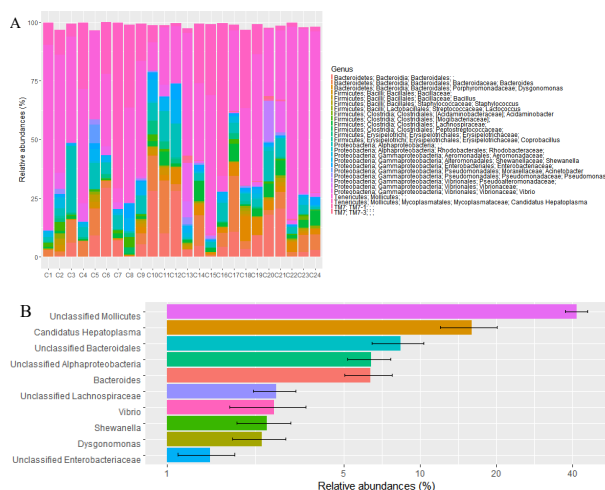 A
100
75
50
25
0
Relative abundances (%)
C1 C2 C3 C4 C5 C6 C7 C8 C9 C10 C11 C12 C13 C14 C15 C16 C17 C18 C19 C20 C21 C22 C23 C24
Genus
Bacteroidetes; Bacteroidia; Bacteroidales; ;
Bacteroidetes; Bacteroidia; Bacteroidales; Bacteroidaceae; Bacteroides
Bacteroidetes; Bacteroidia; Bacteroidales; Porphyromonadaceae; Dysgonomonas
Firmicutes; Bacilli; Bacillales; Bacillaceae;
Firmicutes; Bacilli; Bacillales; Bacillaceae; Bacillus
Firmicutes; Bacilli; Bacillales; Staphylococcaceae; Staphylococcus
Firmicutes; Bacilli; Lactobacillales; Streptococcaceae; Lactococcus
Firmicutes; Clostridia; Clostridiales; ;
Firmicutes; Clostridia; Clostridiales; [Acidaminobacteraceae]; Acidaminobacter
Firmicutes; Clostridia; Clostridiales; [Mogibacteriaceae];
Firmicutes; Clostridia; Clostridiales; Lachnospiraceae;
Firmicutes; Clostridia; Clostridiales; Peptostreptococcaceae;
Firmicutes; Erysipelotrichi; Erysipelotrichales; Erysipelotrichaceae;
Firmicutes; Erysipelotrichi; Erysipelotrichales; Erysipelotrichaceae; Coprobacillus
Proteobacteria; Alphaproteobacteria; ; ;
Proteobacteria; Alphaproteobacteria; Rhodobacterales; Rhodobacteraceae;
Proteobacteria; Gammaproteobacteria; Aeromonadales; Aeromonadaceae;
Proteobacteria; Gammaproteobacteria; Alteromonadales; Shewanellaceae; Shewanella
Proteobacteria; Gammaproteobacteria; Enterobacteriales; Enterobacteriaceae;
Proteobacteria; Gammaproteobacteria; Pseudomonadales; Moraxellaceae; Acinetobacter
Proteobacteria; Gammaproteobacteria; Pseudomonadales; Pseudomonadaceae; Pseudomonas
Proteobacteria; Gammaproteobacteria; Vibrionales; Pseudoalteromonadaceae;
Proteobacteria; Gammaproteobacteria; Vibrionales; Vibrionaceae;
Proteobacteria; Gammaproteobacteria; Vibrionales; Vibrionaceae; Vibrio
Tenericutes; Mollicutes; ; ;
Tenericutes; Mollicutes; Mycoplasmatales; Mycoplasmataceae; Candidatus Hepatoplasma
TM7; TM7-1; ; ;
TM7; TM7-3; ; ;
B
Unclassified Mollicutes
Candidatus Hepatoplasma
Unclassified Bacteroidales
Unclassified Alphaproteobacteria
Bacteroides
Unclassified Lachnospiraceae
Vibrio
Shewanella
Dysgonomonas
Unclassified Enterobacteriaceae
1 5 10 20 40
Relative abundances (%)